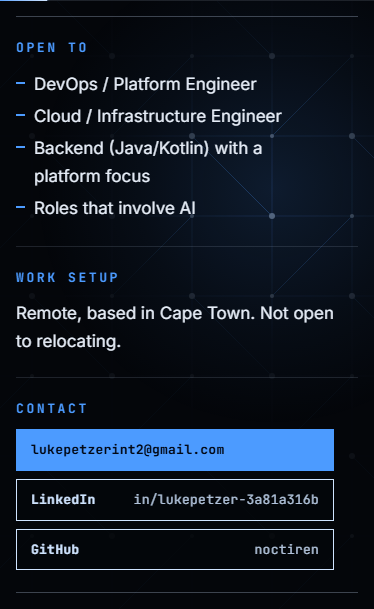 OPEN TO
DevOps / Platform Engineer
Cloud / Infrastructure Engineer
Backend (Java/Kotlin) with a
platform focus
Roles that involve AI
WORK SETUP
Remote, based in Cape Town. Not open
to relocating.
CONTACT
lukepetzerint2@gmail.com
LinkedIn in/lukepetzer-3a81a316b
GitHub noctiren